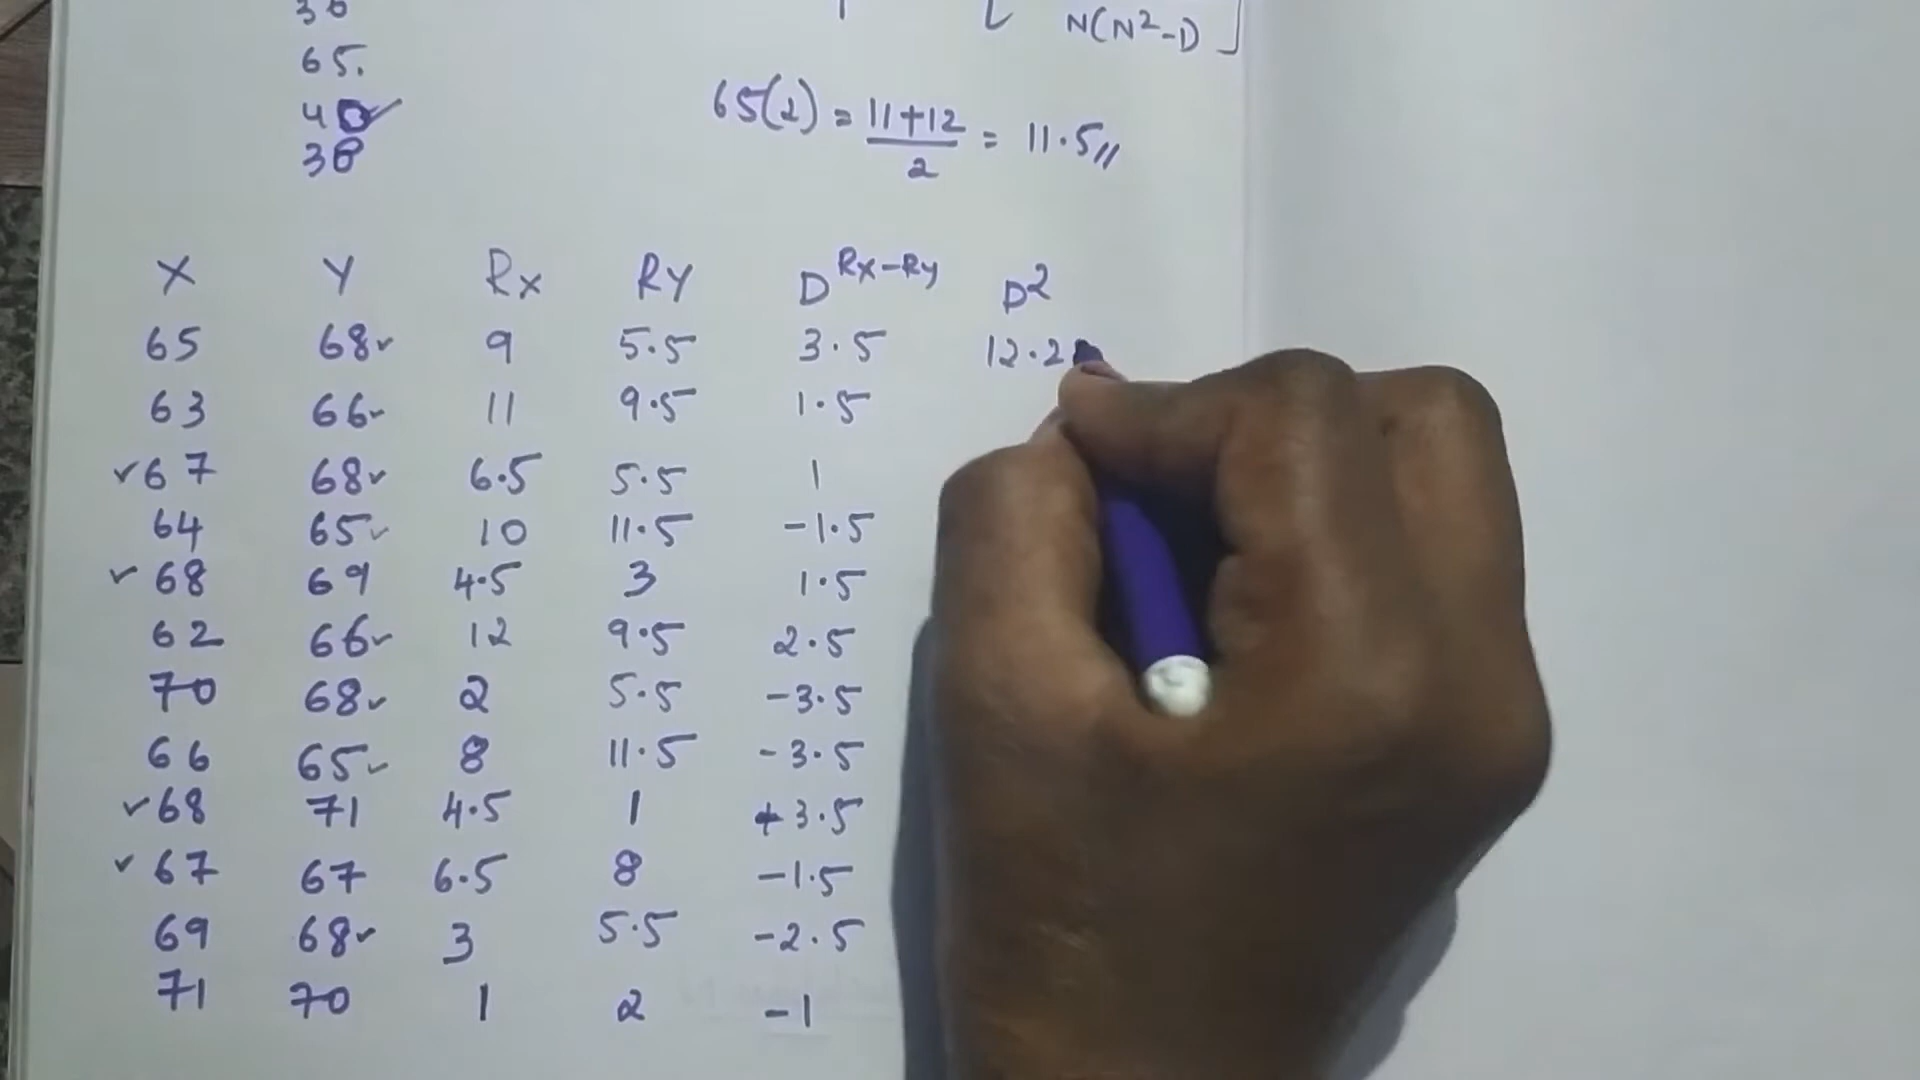 N(N²-1)
65.
40
65(2) = 11+12 / 2 = 11.5//
X Y Rx RY D Rx-Ry D²
65 68 9 5.5 3.5 12.2
63 66 11 9.5 1.5
67 68 6.5 5.5 1
64 65 10 11.5 -1.5
68 69 4.5 3 1.5
62 66 12 9.5 2.5
70 68 2 5.5 -3.5
66 65 8 11.5 -3.5
68 71 4.5 1 +3.5
67 67 6.5 8 -1.5
69 68 3 5.5 -2.5
71 70 1 2 -1